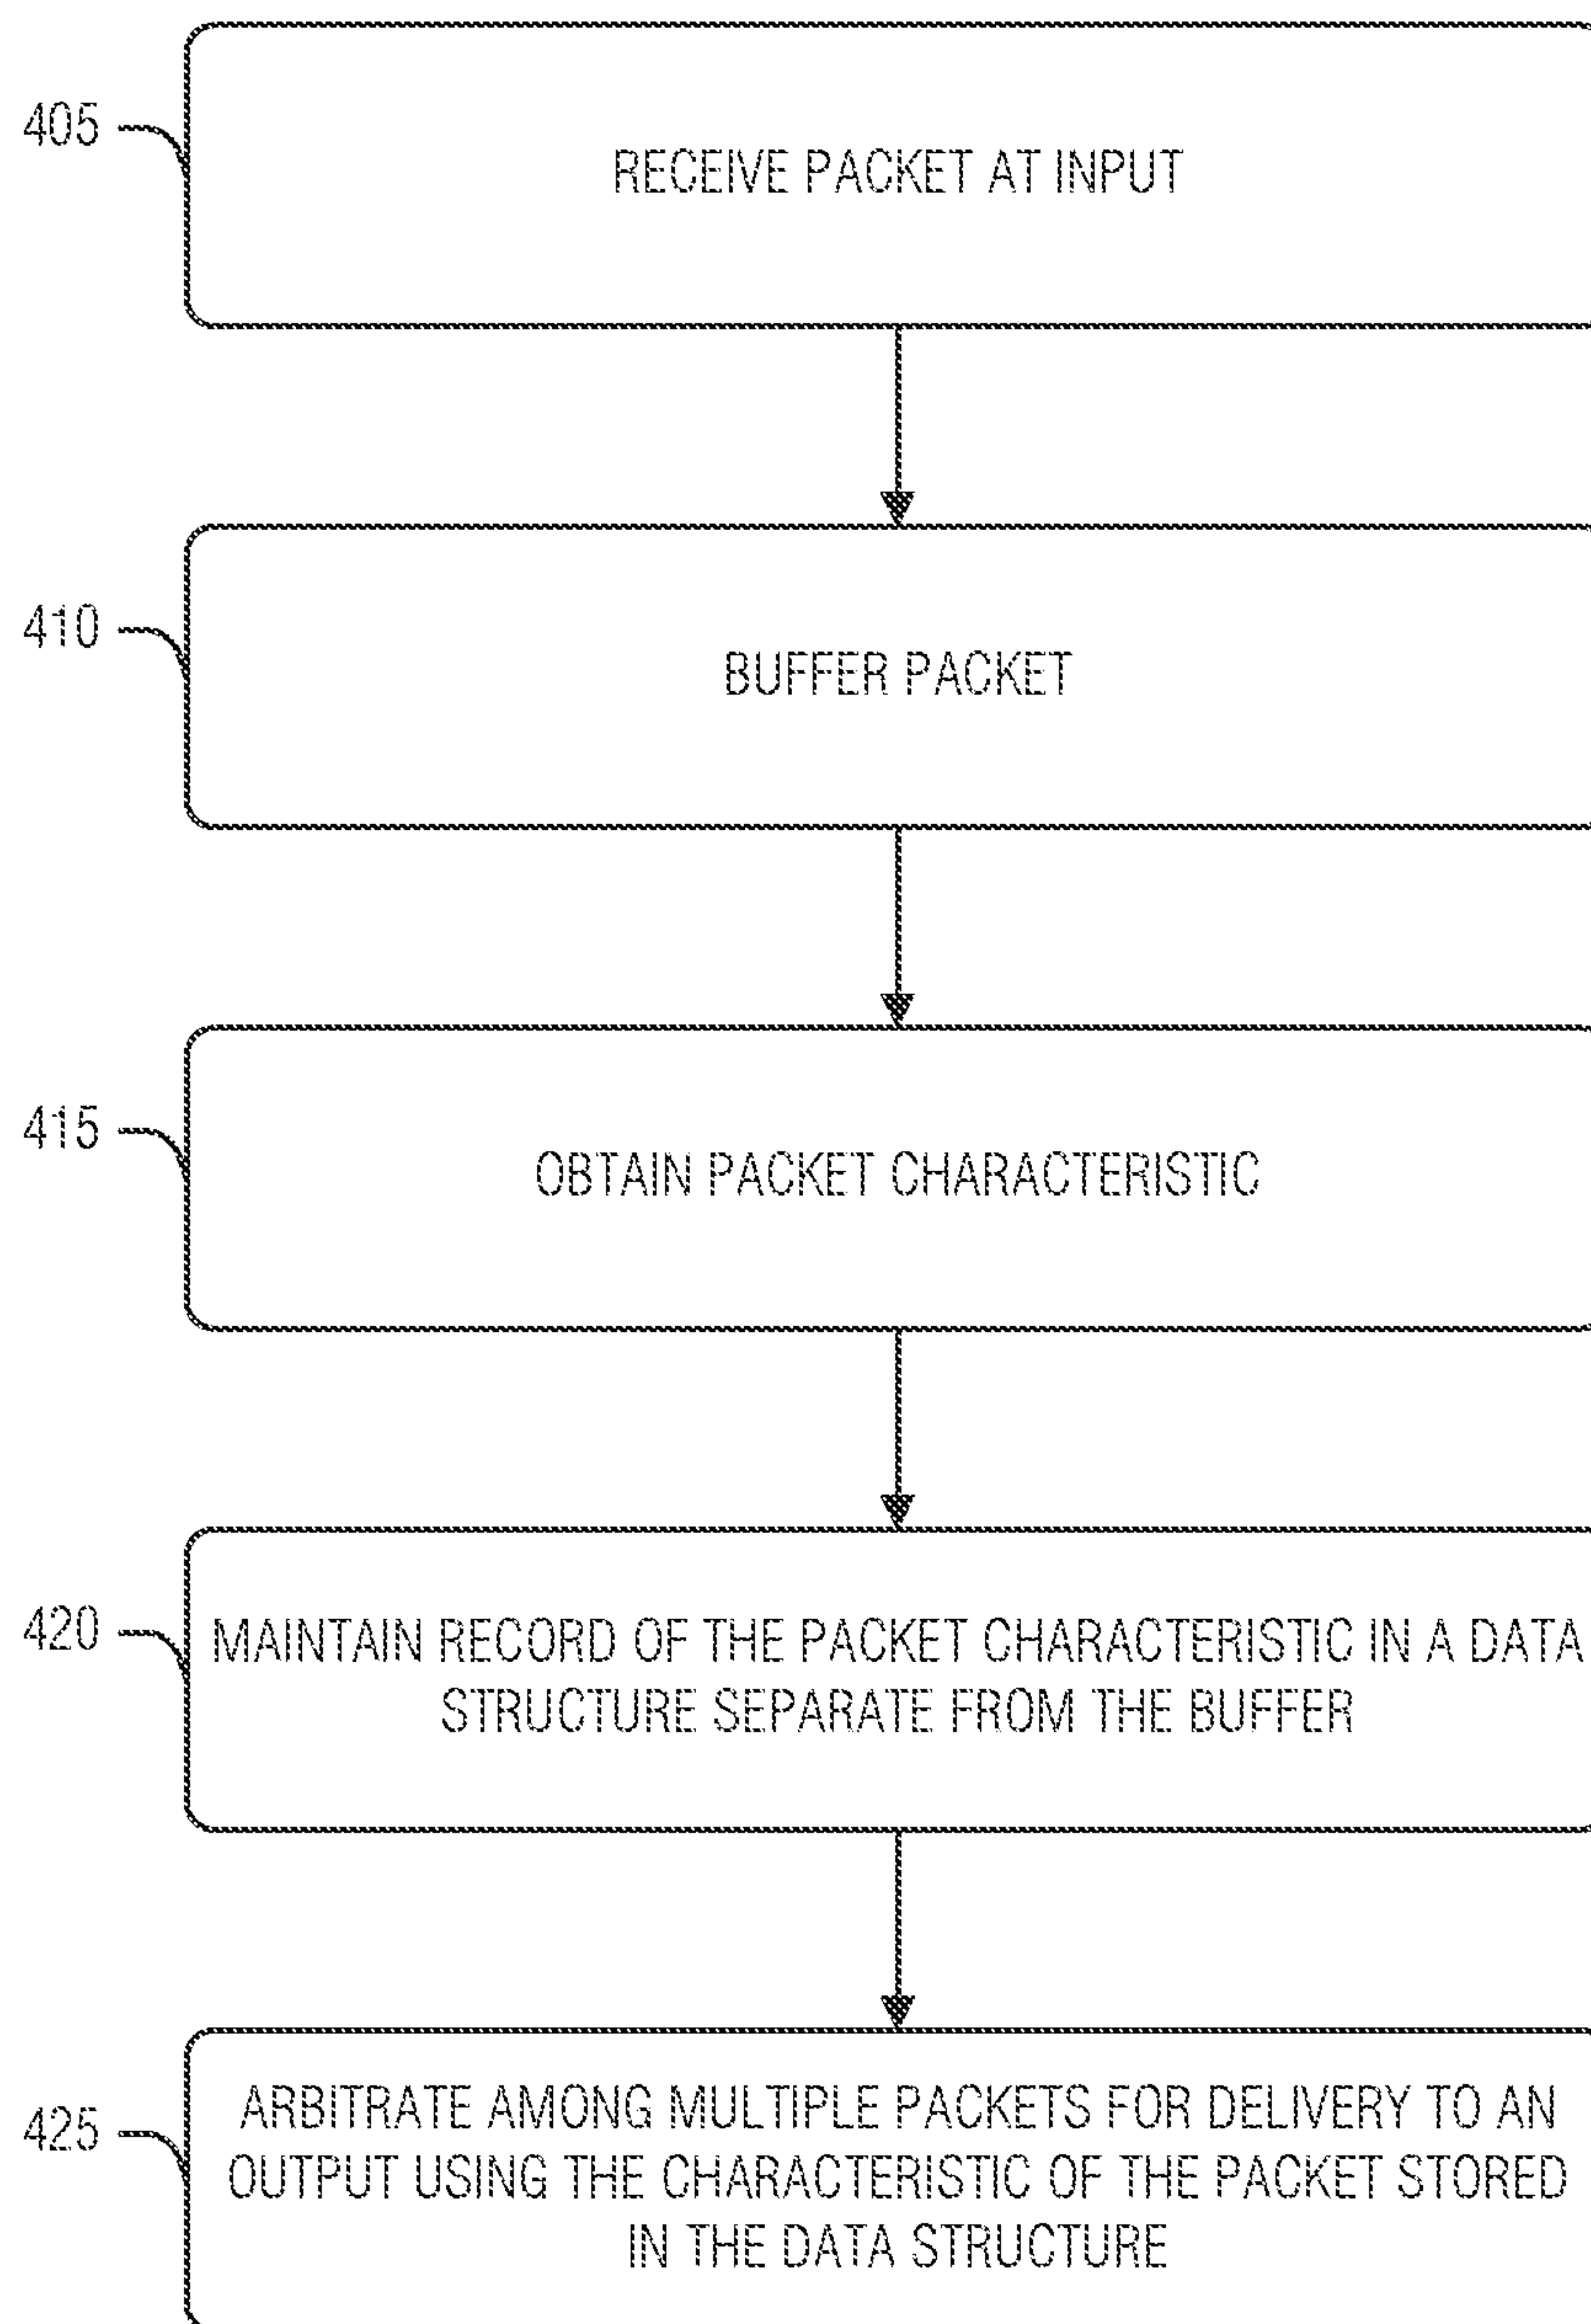 405
RECEIVE PACKET AT INPUT
410
BUFFER PACKET
415
OBTAIN PACKET CHARACTERISTIC
420
MAINTAIN RECORD OF THE PACKET CHARACTERISTIC IN A DATA
STRUCTURE SEPARATE FROM THE BUFFER
425
ARBITRATE AMONG MULTIPLE PACKETS FOR DELIVERY TO AN
OUTPUT USING THE CHARACTERISTIC OF THE PACKET STORED
IN THE DATA STRUCTURE